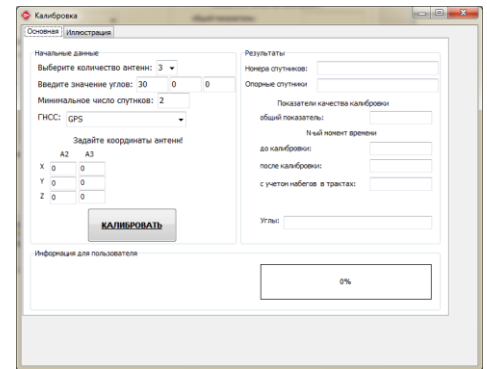 Калибровка
Основная Иллюстрация
Начальные данные
Выберите количество антенн: 3
Введите значение углов: 30 0 0
Минимальное число спутнков: 2
ГНСС: GPS
Задайте координаты антенн!
A2 A3
X 0 0
Y 0 0
Z 0 0
КАЛИБРОВАТЬ
Результаты
Номера спутников:
Опорные спутники
Показатели качества калибровки
общий показатель:
N-ый момент времени
до калибровки:
после калибровки:
с учетом набегов в трактах:
Углы:
Информация для пользователя
0%